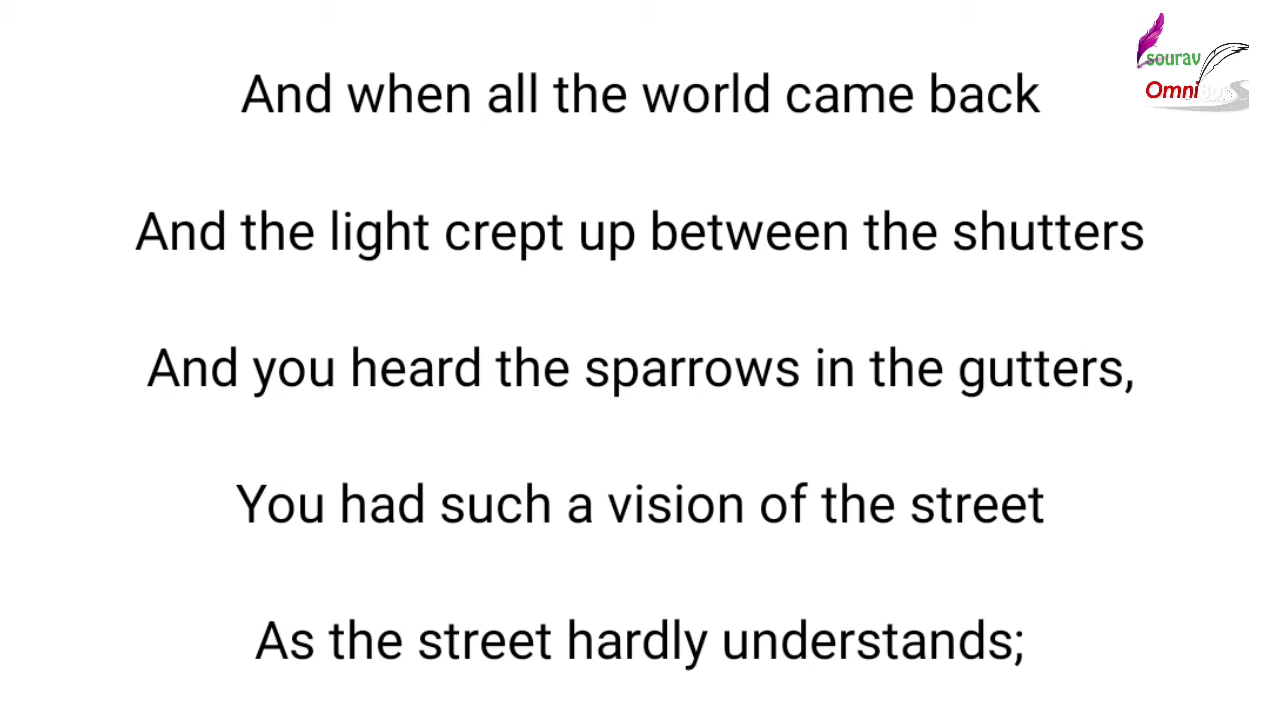 And when all the world came back
And the light crept up between the shutters
And you heard the sparrows in the gutters,
You had such a vision of the street
As the street hardly understands;
sourav
Omni